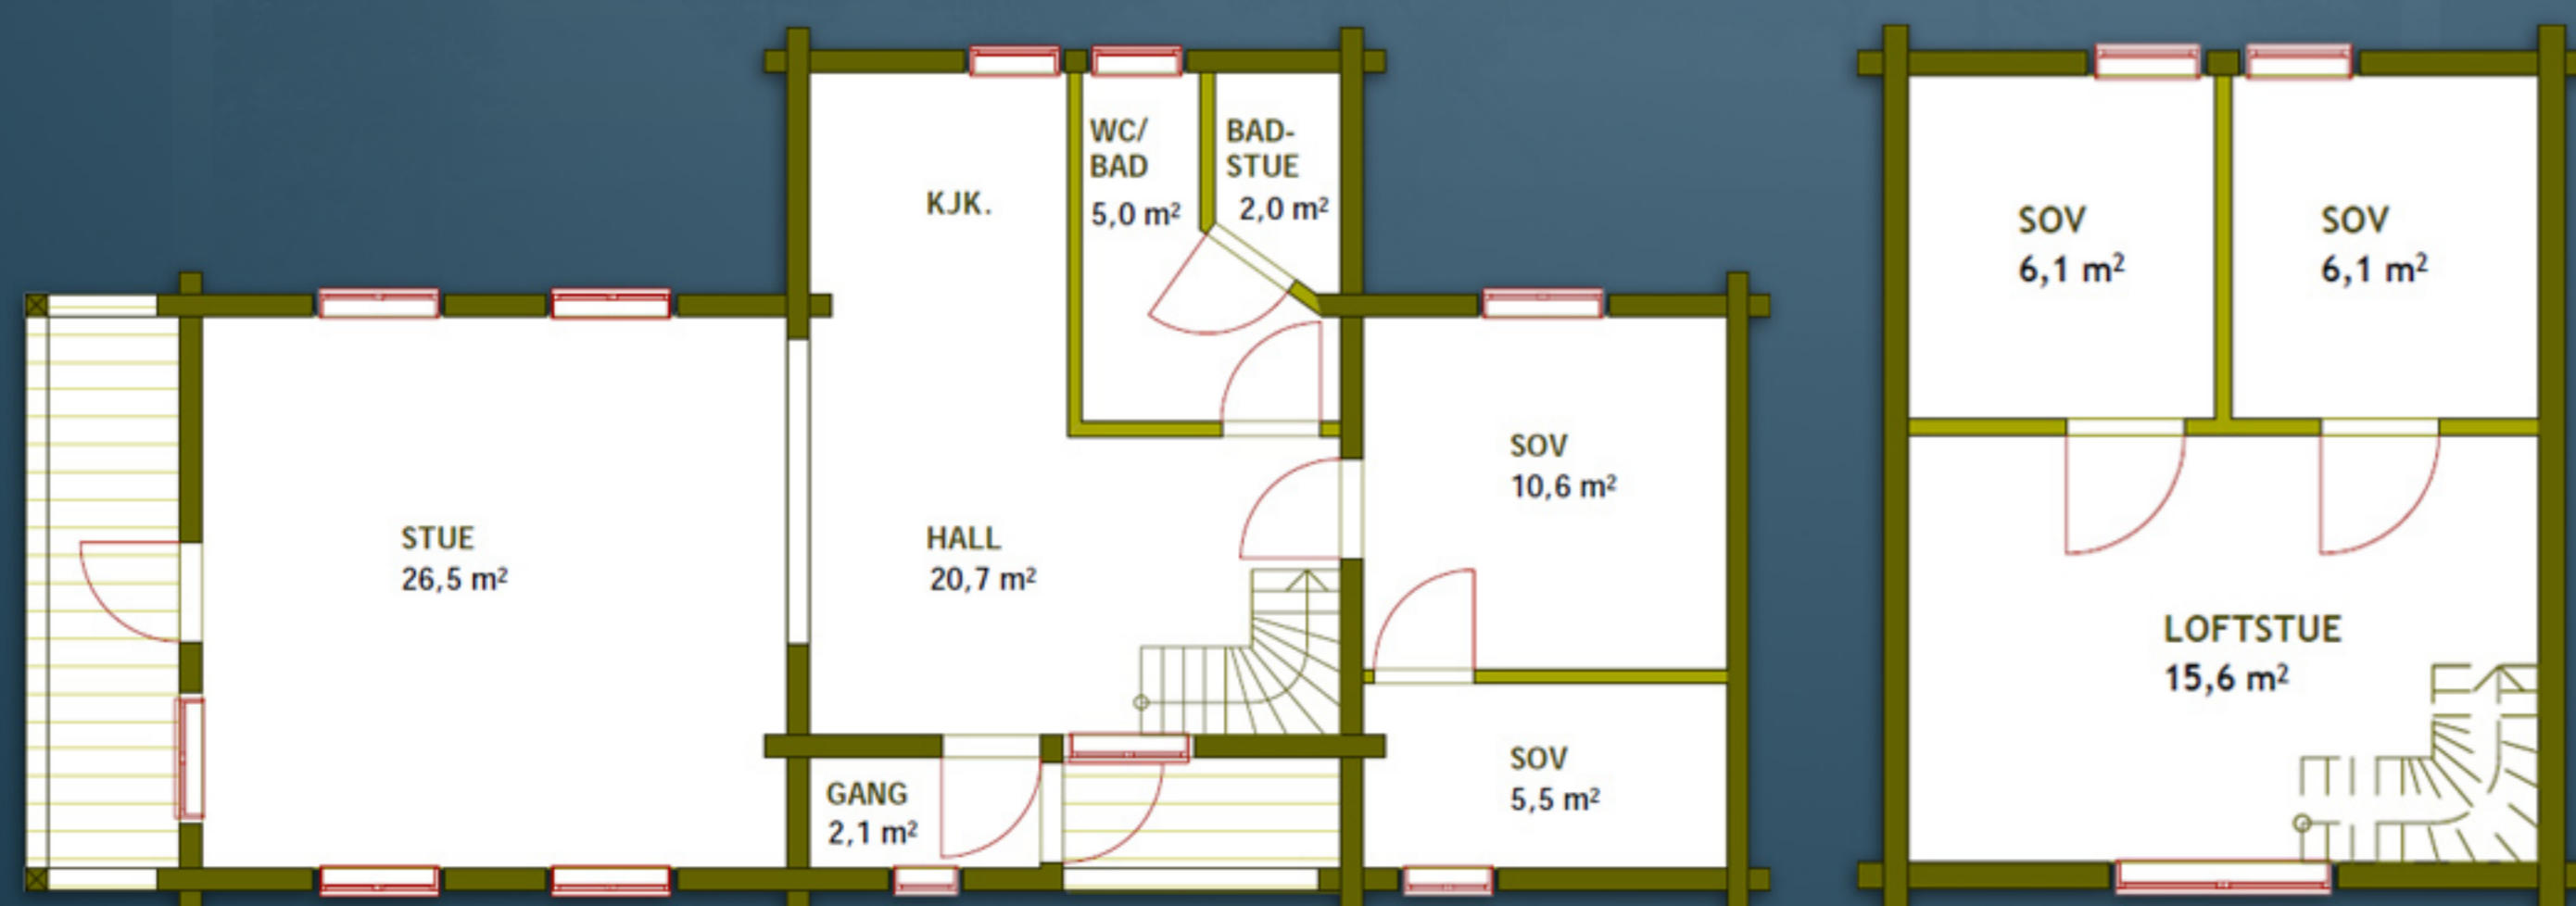 KJK.
WC/
BAD
5,0 m²
BAD-
STUE
2,0 m²
STUE
26,5 m²
HALL
20,7 m²
SOV
10,6 m²
GANG
2,1 m²
SOV
5,5 m²
SOV
6,1 m²
SOV
6,1 m²
LOFTSTUE
15,6 m²